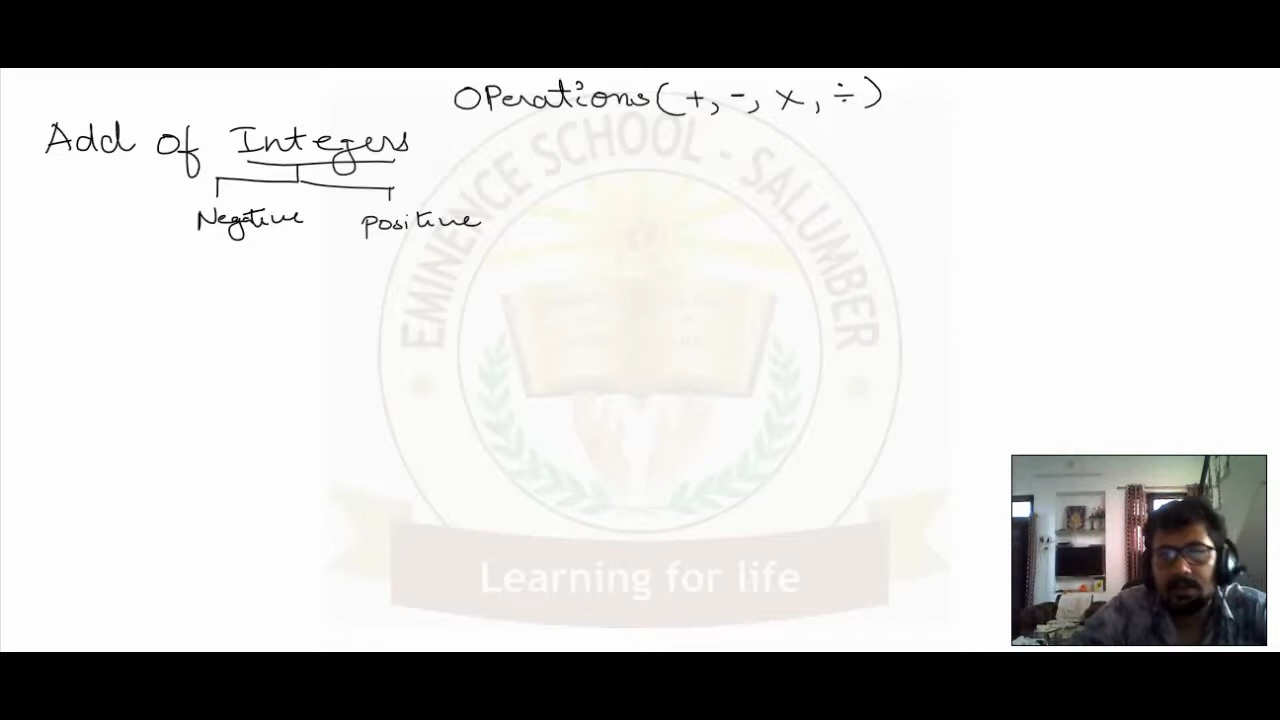 Operations (+, -, ×, ÷)
Add of Integers
Negative Positive
EMINENCE SCHOOL - SALUMBER
Learning for life